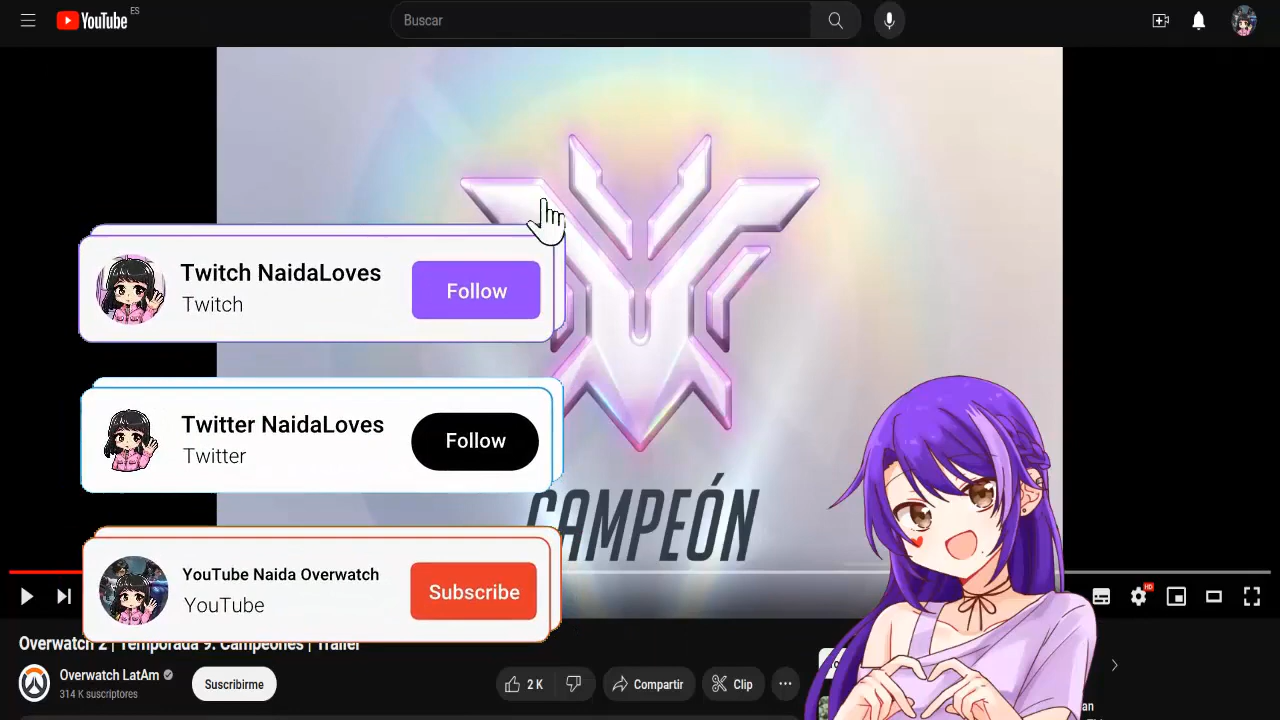 YouTube ES
Buscar
Twitch NaidaLoves
Twitch
Follow
Twitter NaidaLoves
Twitter
Follow
CAMPEÓN
YouTube Naida Overwatch
YouTube
Subscribe
HD
Overwatch 2 | Temporada 9: Campeones | Tráiler
Overwatch LatAm
314 K suscriptores
Suscribirme
2 K
Compartir
Clip